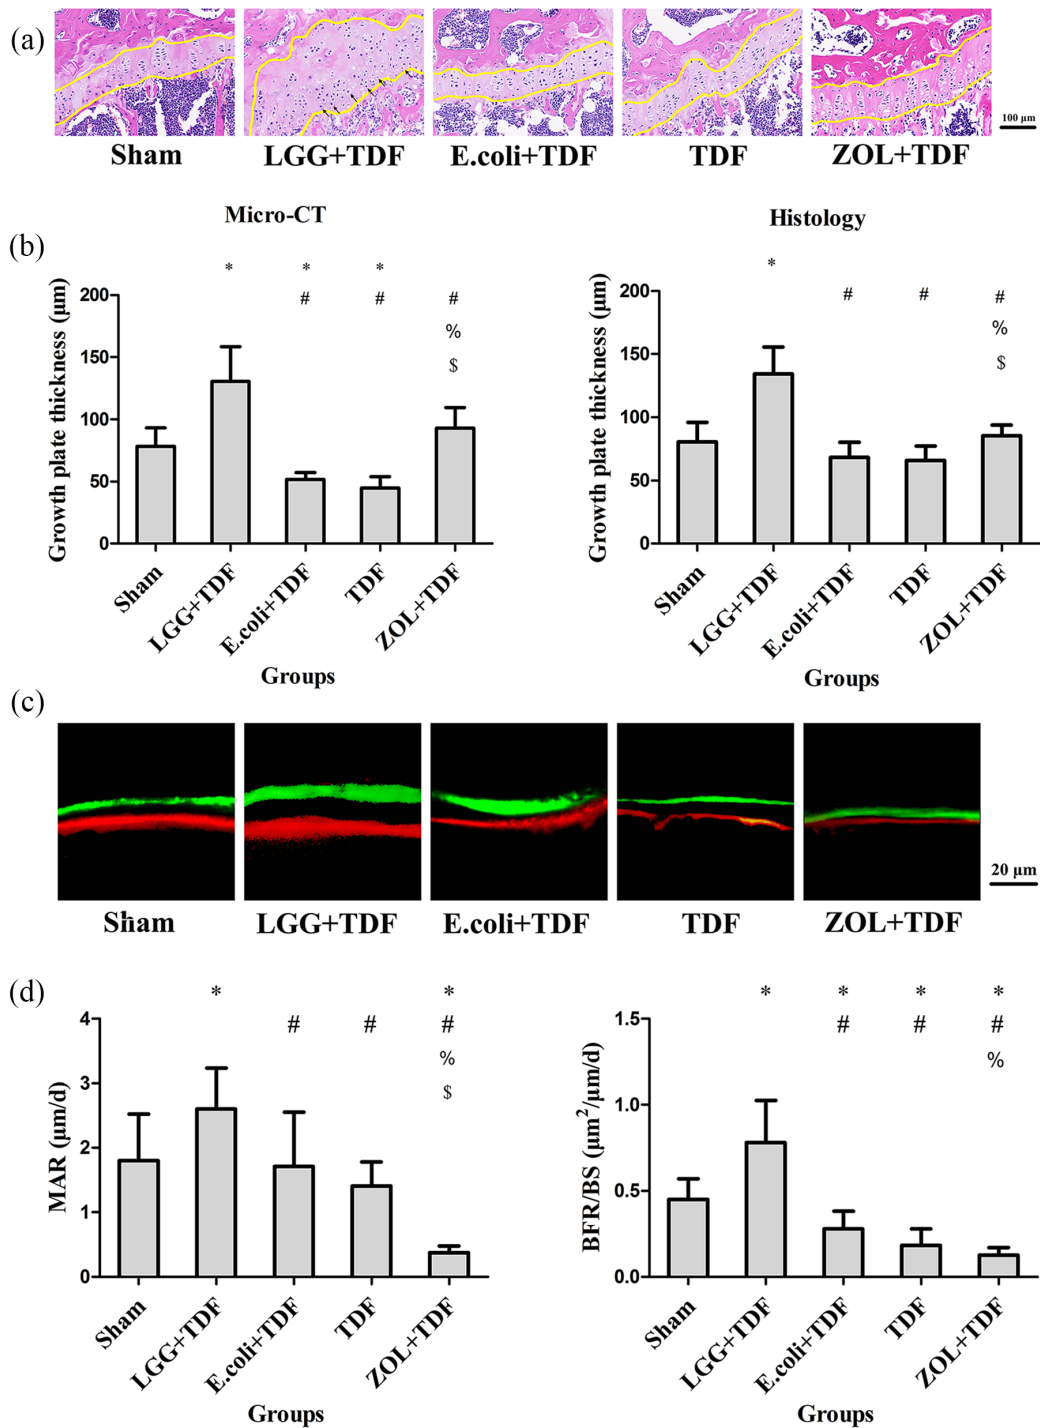 (a)
Sham LGG+TDF E.coli+TDF TDF ZOL+TDF
100 μm
(b)
Micro-CT
Growth plate thickness (μm)
200
150
100
50
0
* * *
# # #
%
$
Sham LGG+TDF E.coli+TDF TDF ZOL+TDF
Groups
Histology
Growth plate thickness (μm)
200
150
100
50
0
*
# # #
%
$
Sham LGG+TDF E.coli+TDF TDF ZOL+TDF
Groups
(c)
Sham LGG+TDF E.coli+TDF TDF ZOL+TDF
20 μm
(d)
MAR (μm/d)
4
3
2
1
0
* *
# # #
%
$
Sham LGG+TDF E.coli+TDF TDF ZOL+TDF
Groups
BFR/BS (μm²/μm/d)
1.5
1.0
0.5
0.0
* * * *
# # #
%
Sham LGG+TDF E.coli+TDF TDF ZOL+TDF
Groups